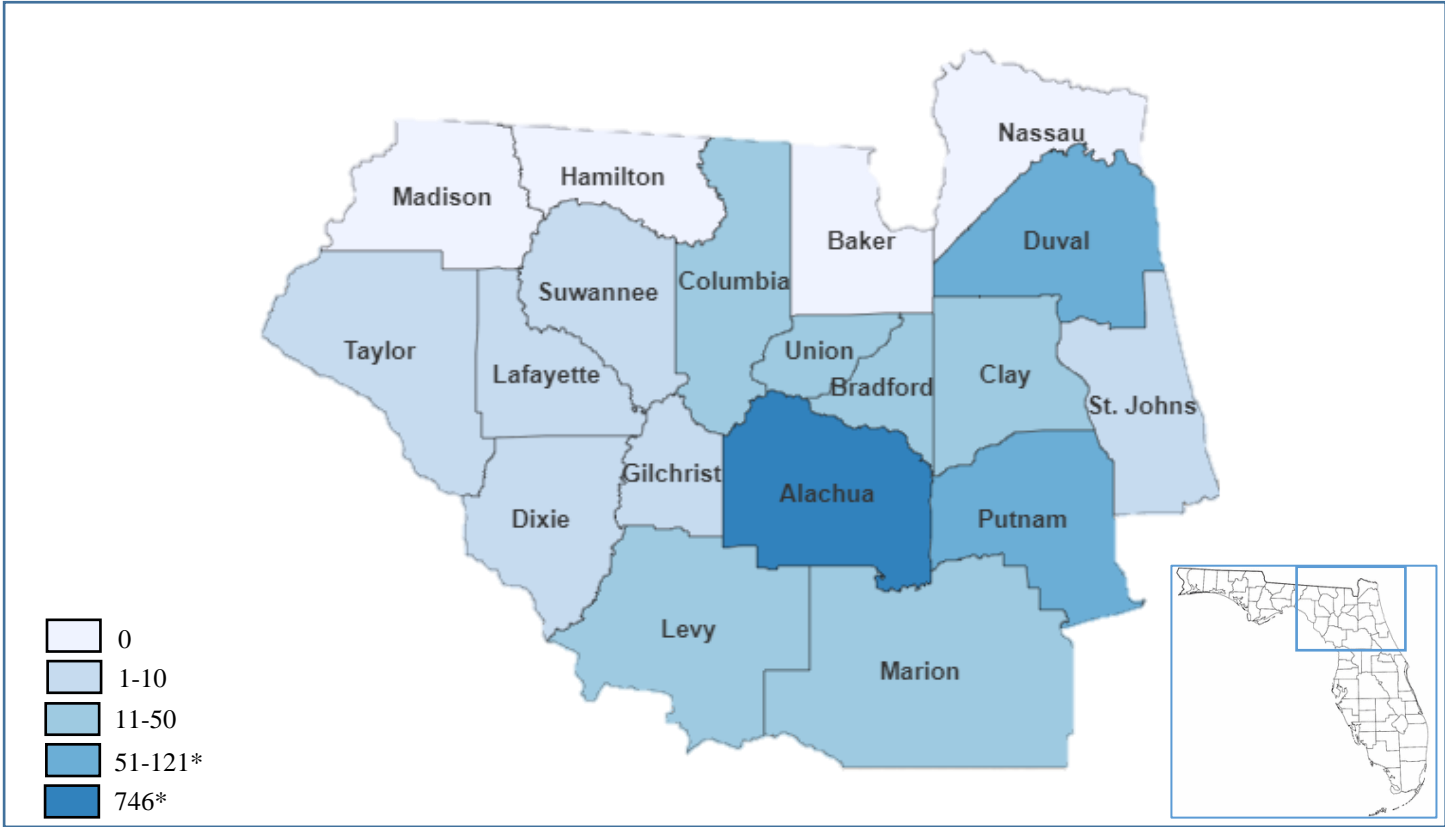 Nassau
Hamilton
Madison
Baker
Duval
Columbia
Suwannee
Taylor
Union
Lafayette
Clay
Bradford
St. Johns
Gilchrist
Alachua
Dixie
Putnam
Levy
Marion
0
1-10
11-50
51-121*
746*